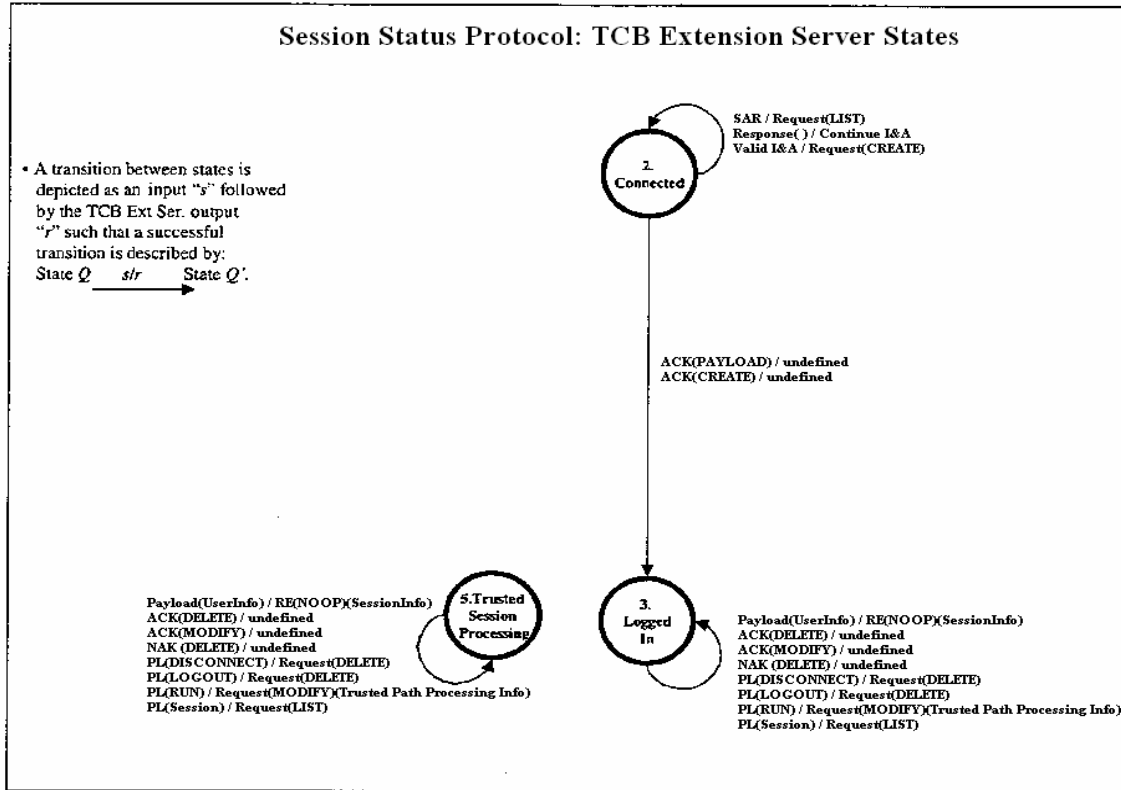 Session Status Protocol: TCB Extension Server States
SAR / Request(LIST)
Response( ) / Continue I&A
Valid I&A / Request(CREATE)
2.
Connected
• A transition between states is
depicted as an input “s” followed
by the TCB Ext Ser. output
“r” such that a successful
transition is described by:
State Q s/r State Q’.
ACK(PAYLOAD) / undefined
ACK(CREATE) / undefined
Payload(UserInfo) / RE(NOOP)(SessionInfo)
ACK(DELETE) / undefined
ACK(MODIFY) / undefined
NAK (DELETE) / undefined
PL(DISCONNECT) / Request(DELETE)
PL(LOGOUT) / Request(DELETE)
PL(RUN) / Request(MODIFY)(Trusted Path Processing Info)
PL(Session) / Request(LIST)
5.Trusted
Session
Processing
3.
Logged
In
Payload(UserInfo) / RE(NOOP)(SessionInfo)
ACK(DELETE) / undefined
ACK(MODIFY) / undefined
NAK (DELETE) / undefined
PL(DISCONNECT) / Request(DELETE)
PL(LOGOUT) / Request(DELETE)
PL(RUN) / Request(MODIFY)(Trusted Path Processing Info)
PL(Session) / Request(LIST)